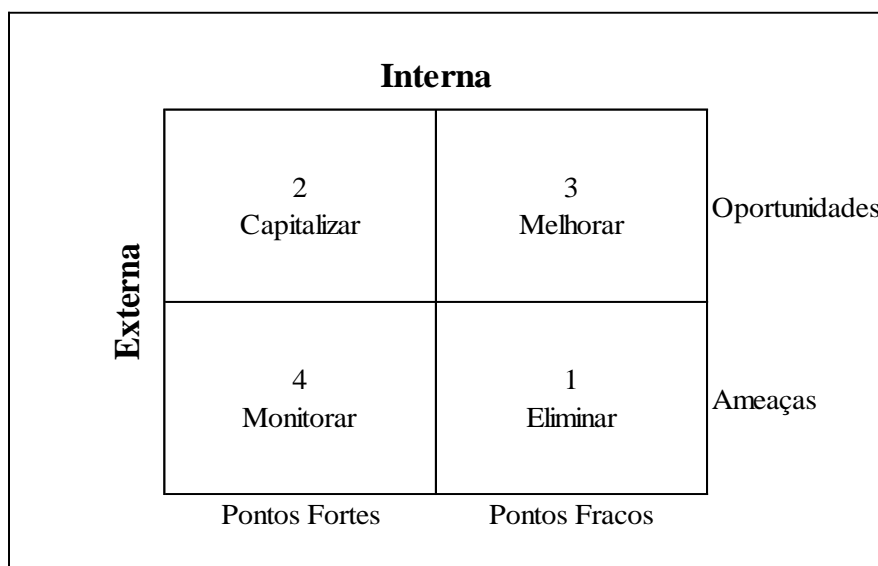 Interna
Externa
2
Capitalizar
3
Melhorar
Oportunidades
4
Monitorar
1
Eliminar
Ameaças
Pontos Fortes
Pontos Fracos